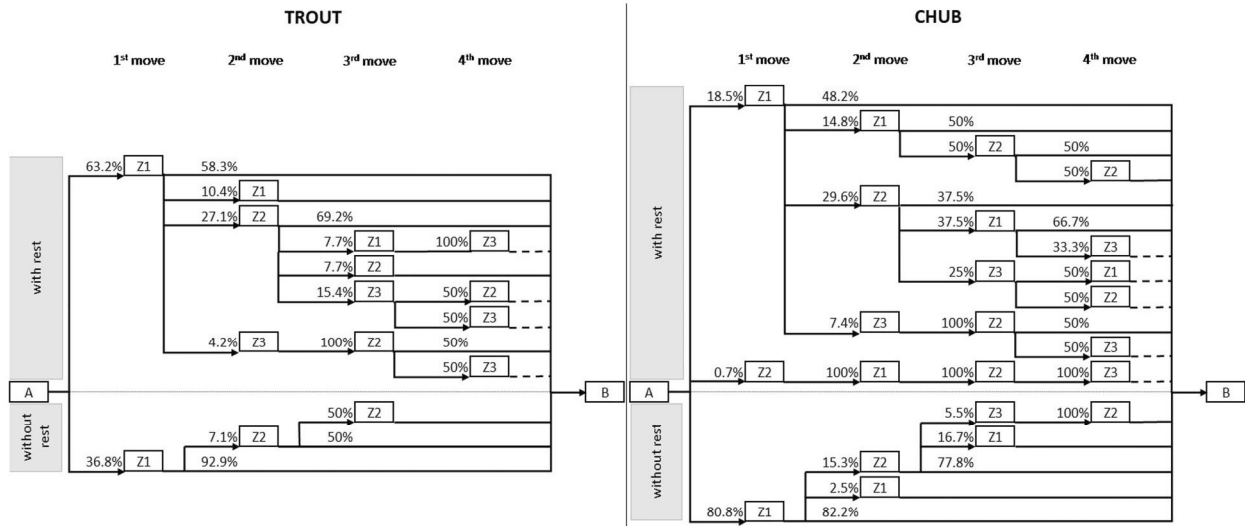 TROUT
1st move 2nd move 3rd move 4th move
with rest
63.2% Z1 58.3%
10.4% Z1
27.1% Z2 69.2%
7.7% Z1 100% Z3
7.7% Z2
15.4% Z3 50% Z2
50% Z3
4.2% Z3 100% Z2 50%
50% Z3
A B
without
rest
50% Z2
7.1% Z2 50%
36.8% Z1 92.9%
CHUB
1st move 2nd move 3rd move 4th move
with rest
18.5% Z1 48.2%
14.8% Z1 50%
50% Z2 50%
50% Z2
29.6% Z2 37.5%
37.5% Z1 66.7%
33.3% Z3
25% Z3 50% Z1
50% Z2
7.4% Z3 100% Z2 50%
50% Z3
0.7% Z2 100% Z1 100% Z2 100% Z3
A B
without rest
5.5% Z3 100% Z2
16.7% Z1
15.3% Z2 77.8%
2.5% Z1
80.8% Z1 82.2%